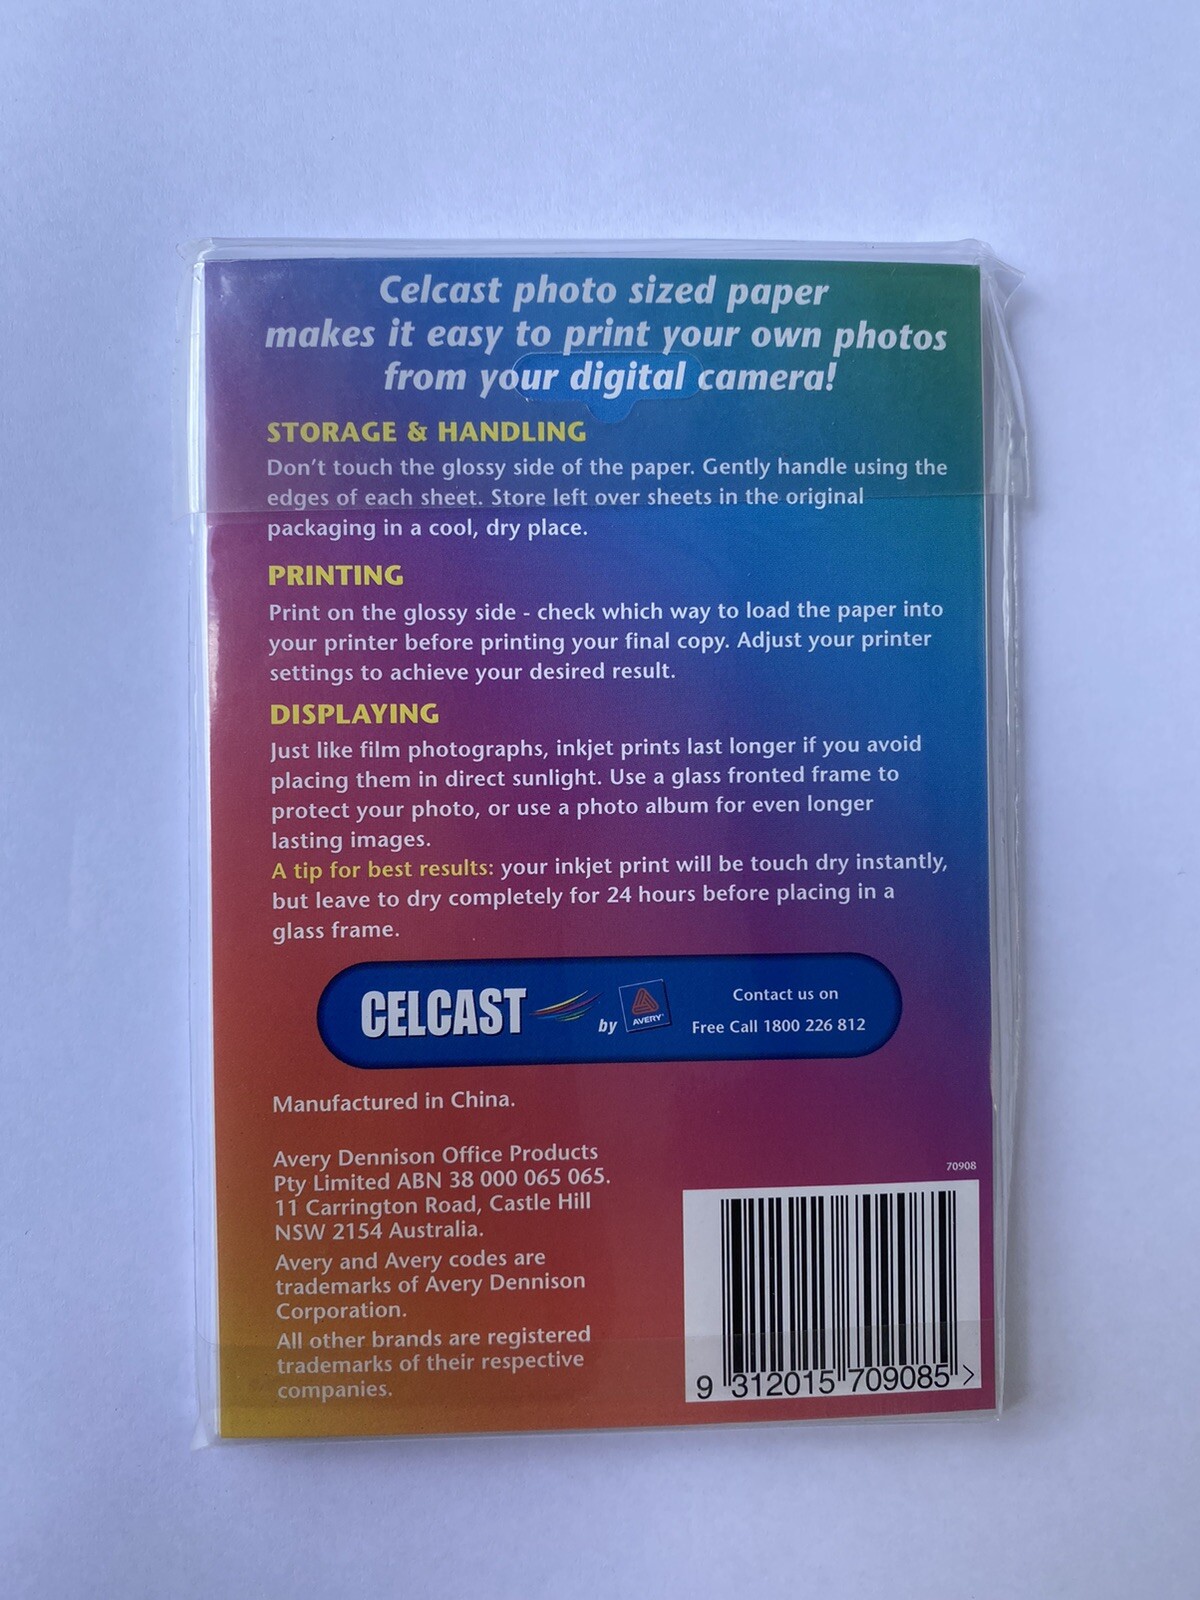 Celcast photo sized paper
makes it easy to print your own photos
from your digital camera!
STORAGE & HANDLING
Don't touch the glossy side of the paper. Gently handle using the
edges of each sheet. Store left over sheets in the original
packaging in a cool, dry place.
PRINTING
Print on the glossy side - check which way to load the paper into
your printer before printing your final copy. Adjust your printer
settings to achieve your desired result.
DISPLAYING
Just like film photographs, inkjet prints last longer if you avoid
placing them in direct sunlight. Use a glass fronted frame to
protect your photo, or use a photo album for even longer
lasting images.
A tip for best results: your inkjet print will be touch dry instantly,
but leave to dry completely for 24 hours before placing in a
glass frame.
CELCAST by AVERY
Contact us on
Free Call 1800 226 812
Manufactured in China.
Avery Dennison Office Products
Pty Limited ABN 38 000 065 065.
11 Carrington Road, Castle Hill
NSW 2154 Australia.
Avery and Avery codes are
trademarks of Avery Dennison
Corporation.
All other brands are registered
trademarks of their respective
companies.
70908
9 312015 709085 >